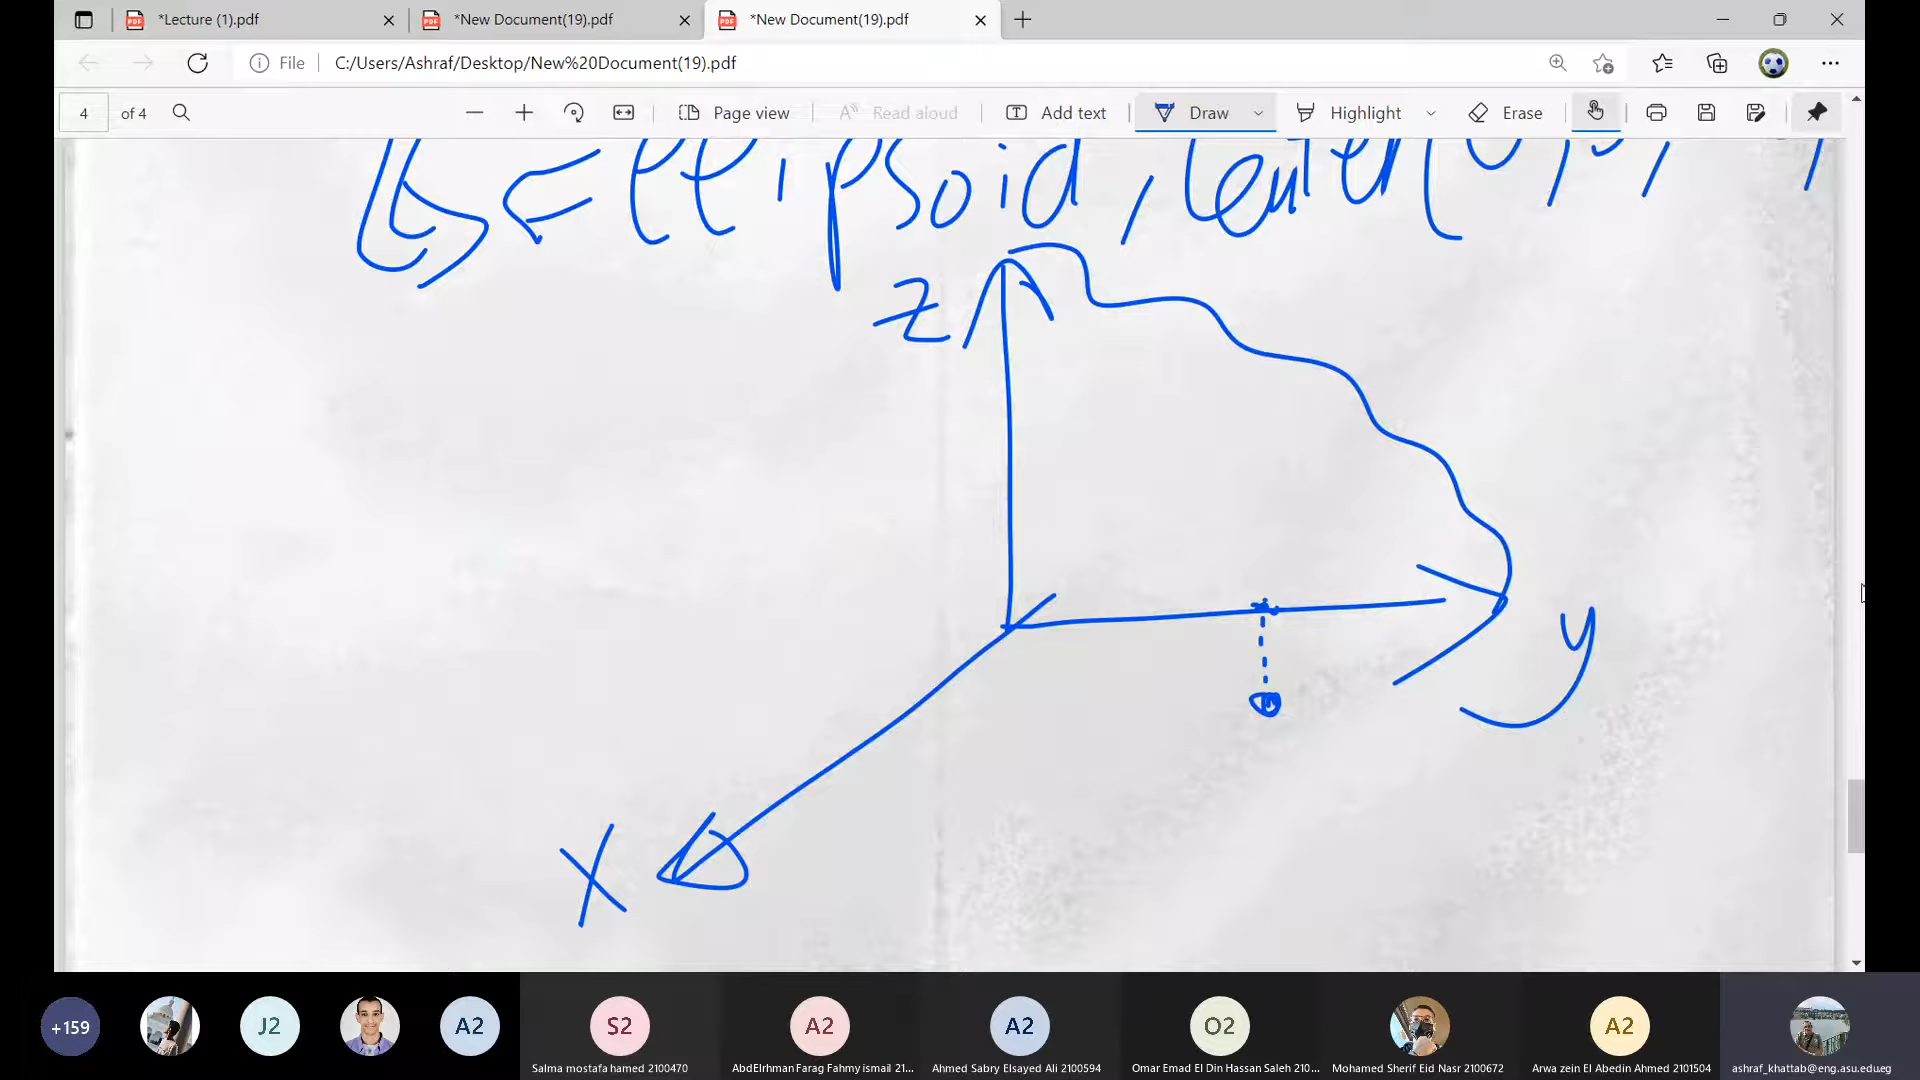 *Lecture (1).pdf
*New Document(19).pdf
*New Document(19).pdf
File
C:/Users/Ashraf/Desktop/New%20Document(19).pdf
4 of 4
Page view
Read aloud
Add text
Draw
Highlight
Erase
ellipsoid, Center(
Z
y
X
+159
J2
A2
S2
A2
A2
O2
A2
Salma mostafa hamed 2100470
AbdElrhman Farag Fahmy ismail 21...
Ahmed Sabry Elsayed Ali 2100594
Omar Emad El Din Hassan Saleh 210...
Mohamed Sherif Eid Nasr 2100672
Arwa zein El Abedin Ahmed 2101504
ashraf_khattab@eng.asu.edueg